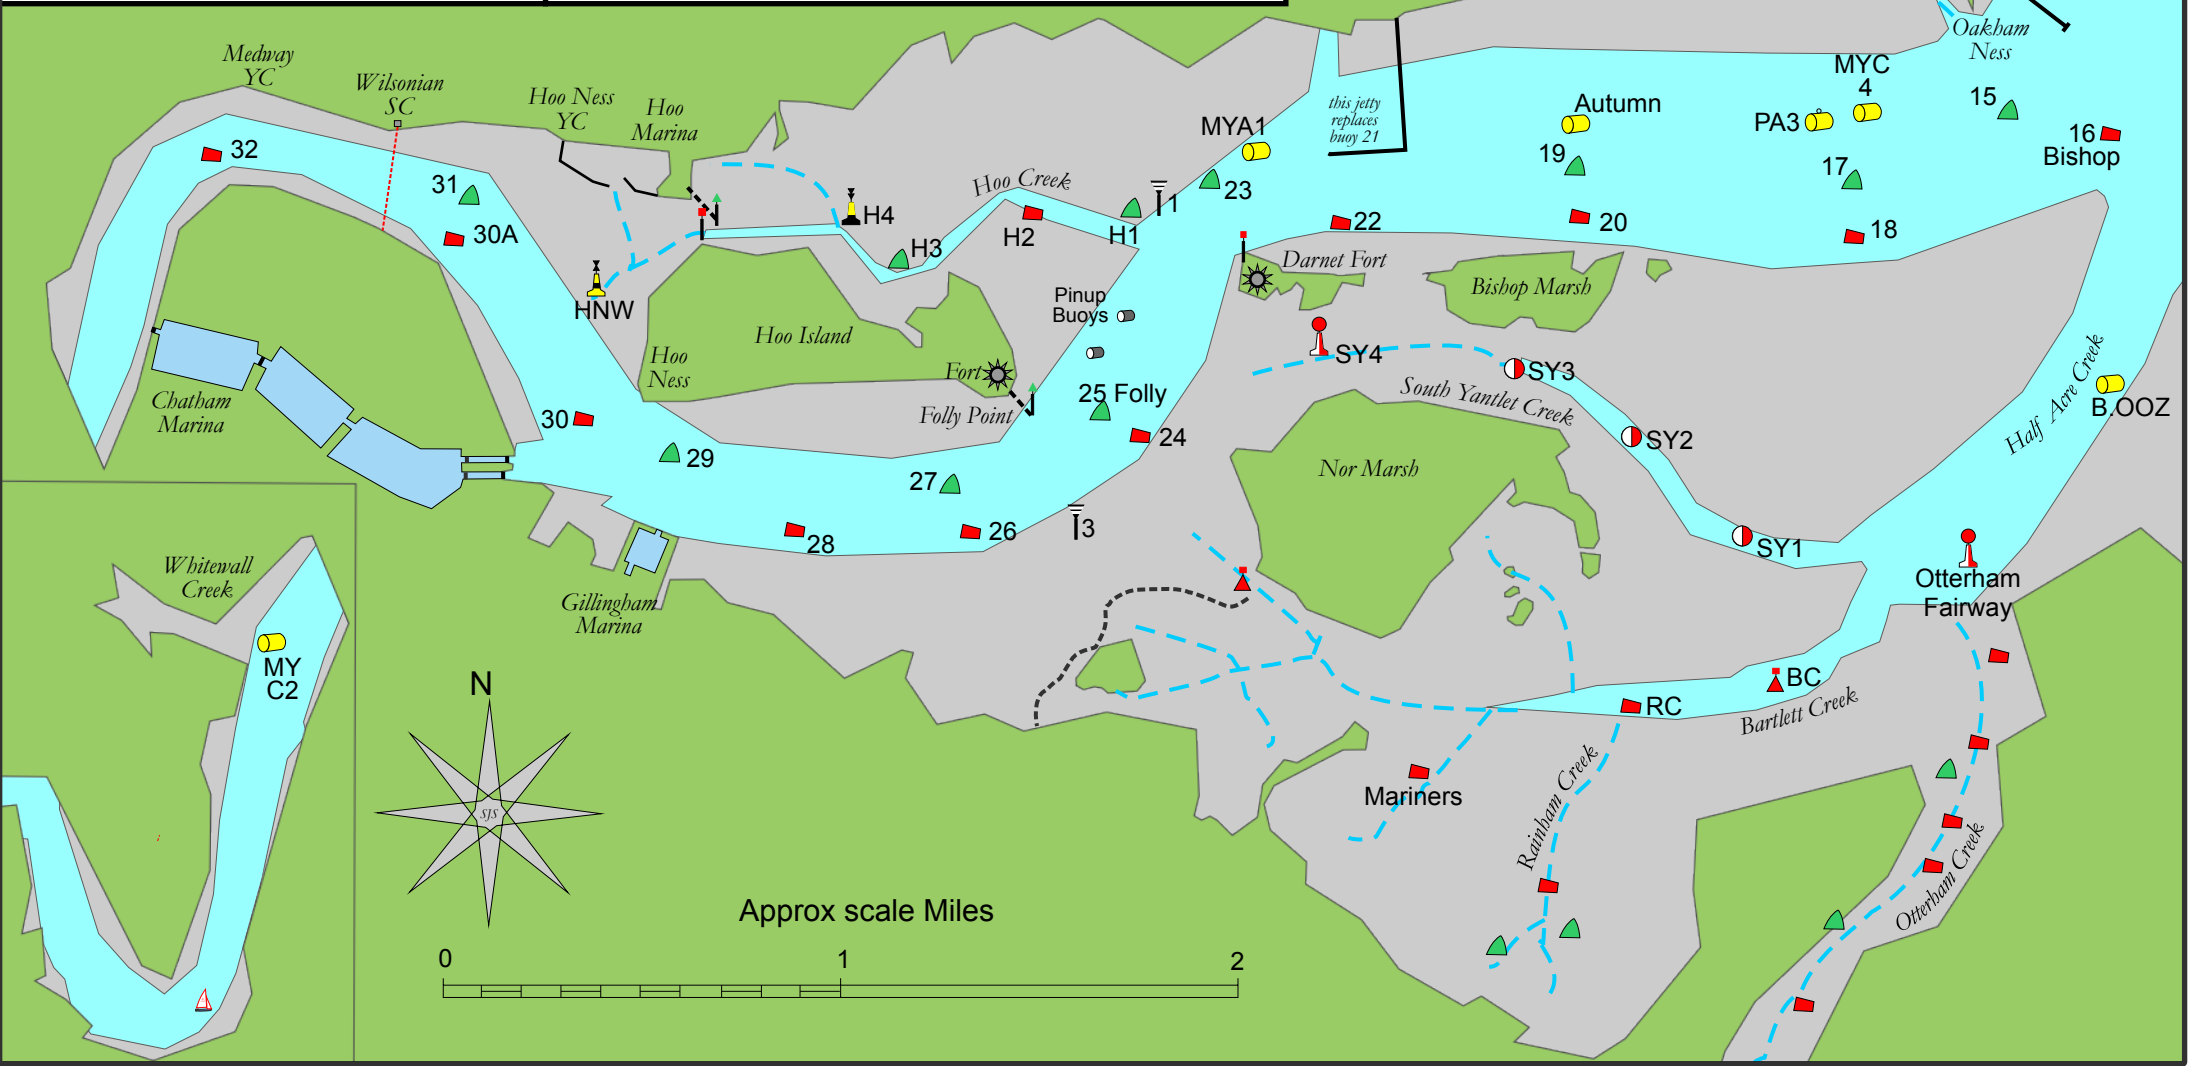 Oakham
Ness
Medway
YC
Wilsonian
SC
Hoo Ness
YC
Hoo
Marina
MYC
4
Autumn
PA3
15
16
Bishop
this jetty
replaces
buoy 21
MYA1
32
31
30A
19
17
Hoo Creek
1
23
H4
H3
H2
H1
22
20
18
HNW
Darnet Fort
Bishop Marsh
Pinup
Buoys
Hoo Island
Hoo
Ness
Fort
Folly Point
25 Folly
24
SY4
SY3
South Yantlet Creek
SY2
Half Acre Creek
B.OOZ
Chatham
Marina
30
29
27
28
26
3
Nor Marsh
SY1
Otterham
Fairway
Whitewall
Creek
Gillingham
Marina
MY
C2
N
SJS
BC
RC
Bartlett Creek
Mariners
Rainham Creek
Otterham Creek
Approx scale Miles
0
1
2